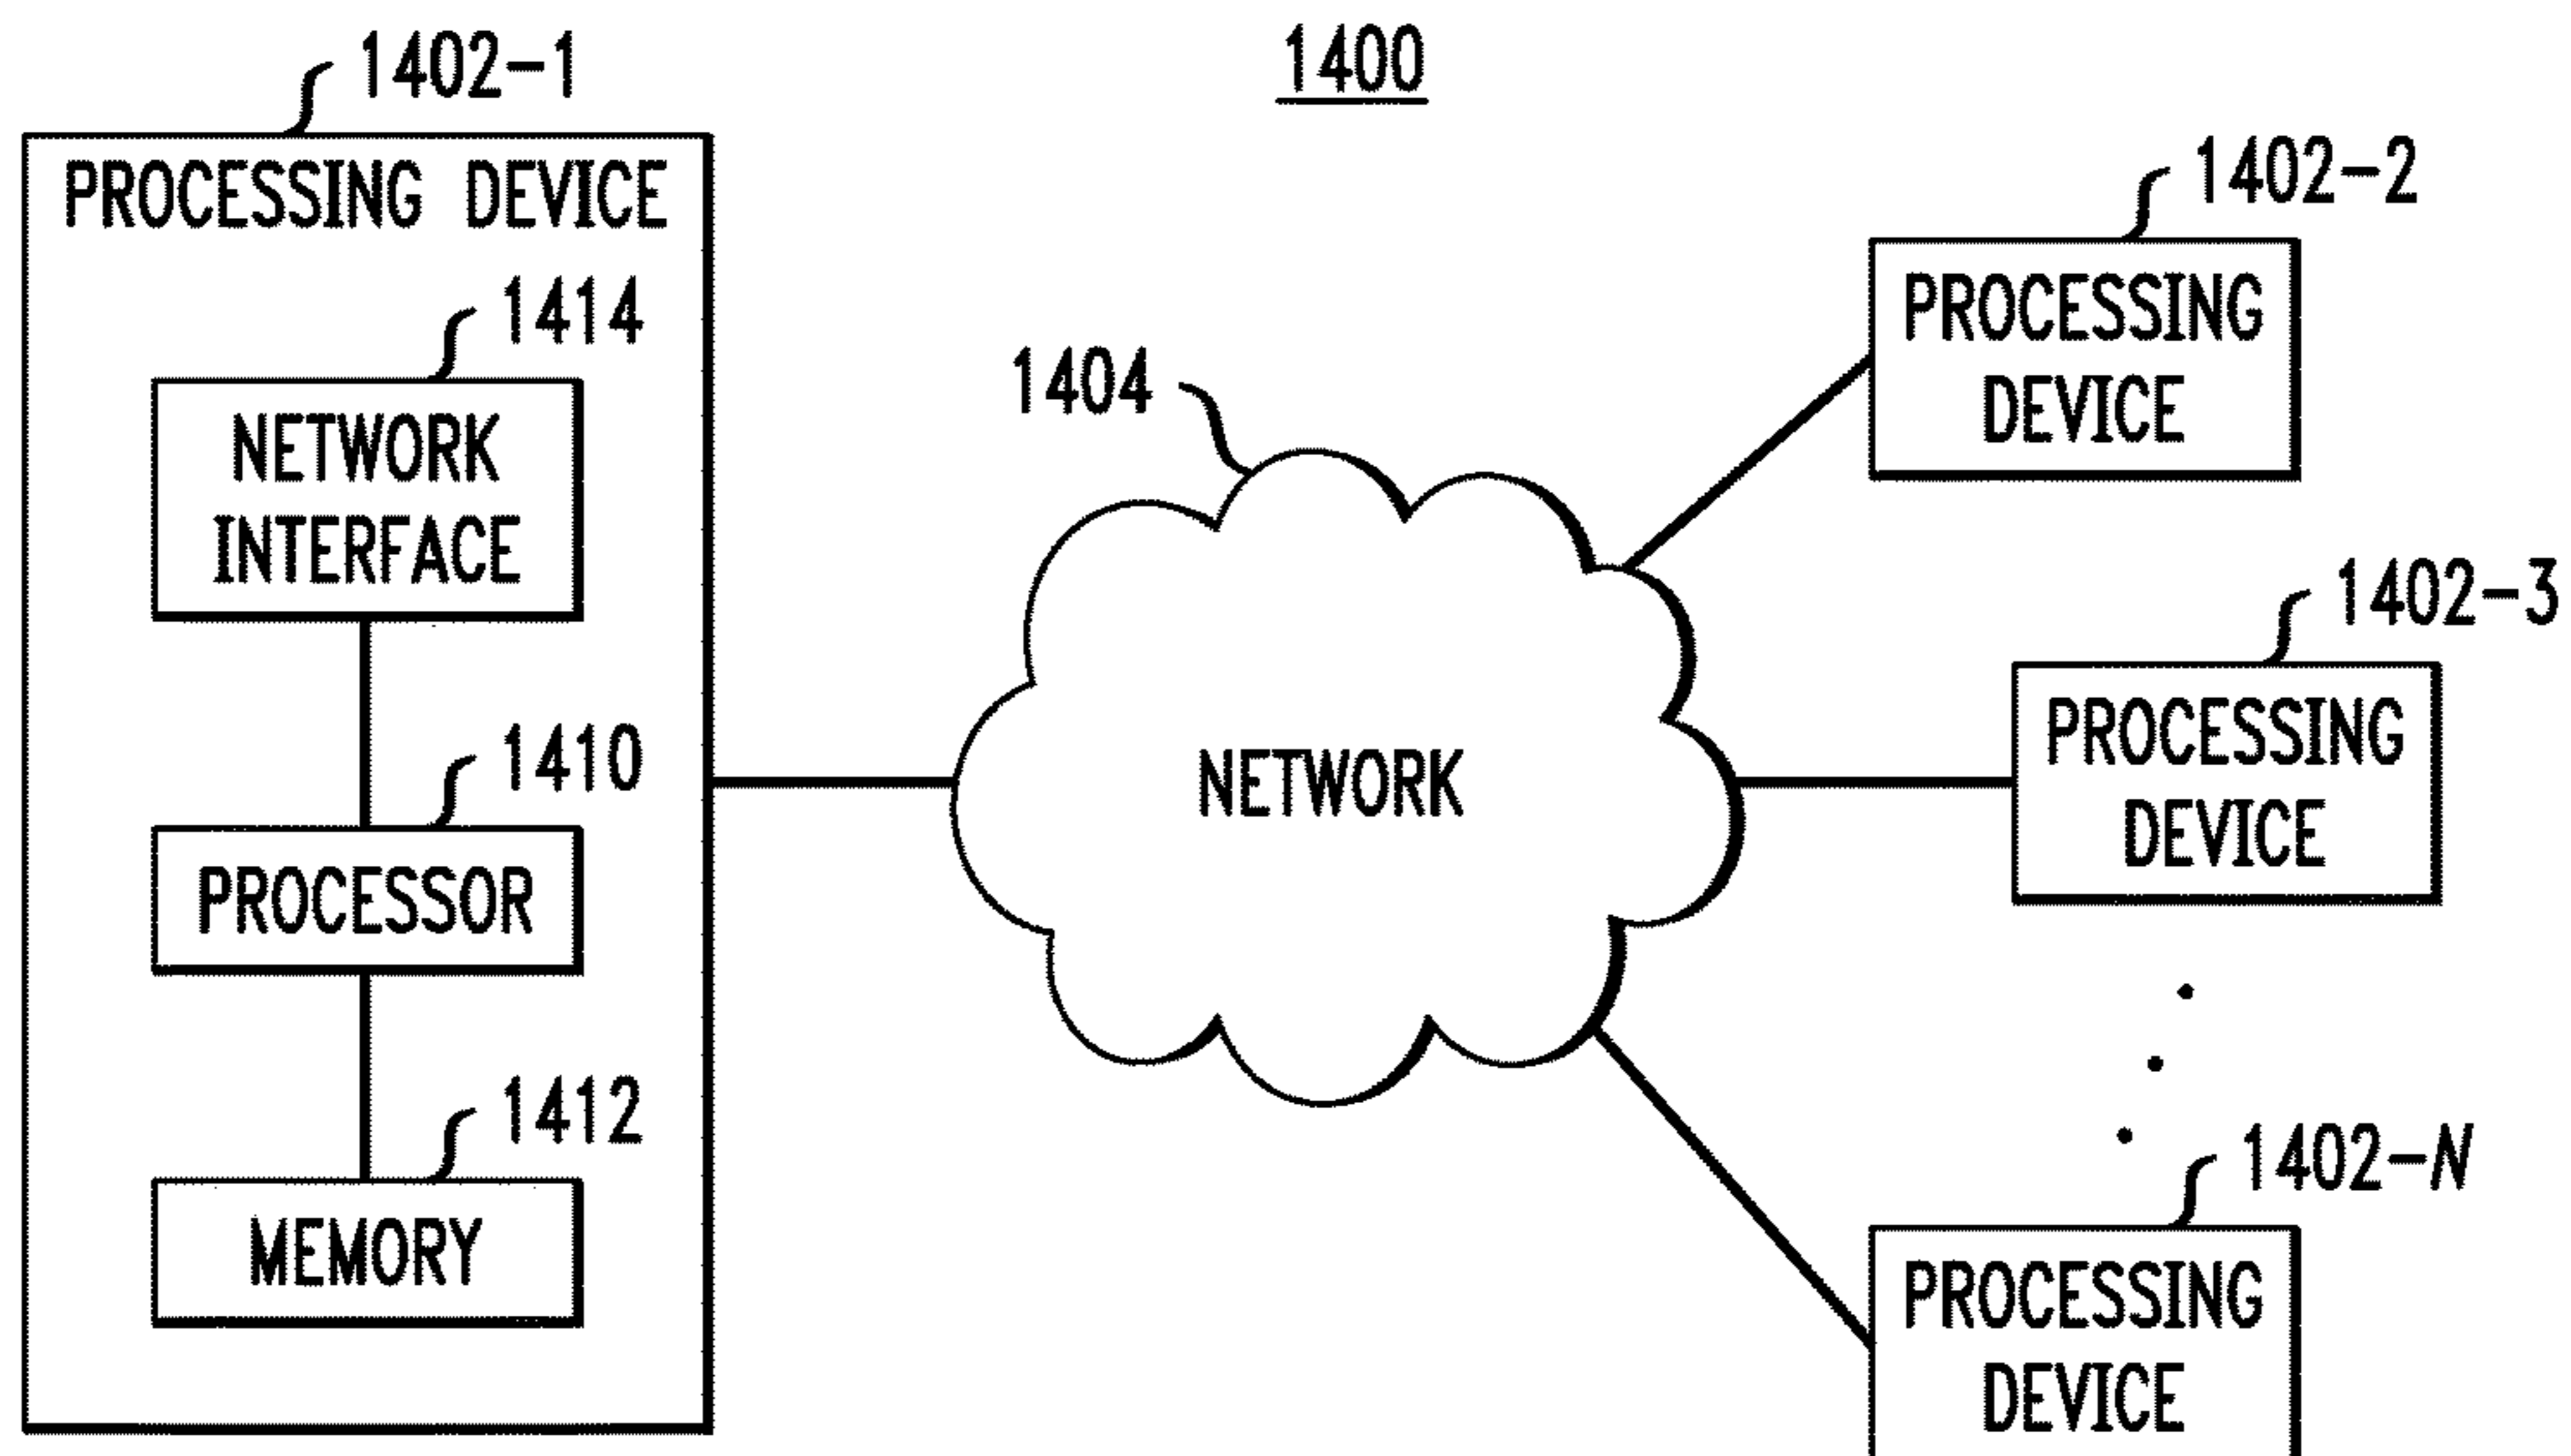 1400
1402-1
PROCESSING DEVICE
1414
NETWORK
INTERFACE
1410
PROCESSOR
1412
MEMORY
1404
NETWORK
1402-2
PROCESSING
DEVICE
1402-3
PROCESSING
DEVICE
1402-N
PROCESSING
DEVICE